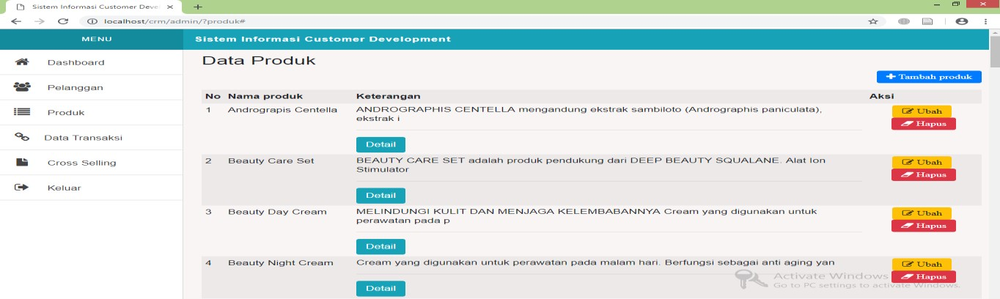 Sistem Informasi Customer Deve
localhost/crm/admin/?produk#
MENU
Sistem Informasi Customer Development
Dashboard
Pelanggan
Produk
Data Transaksi
Cross Selling
Keluar
Data Produk
Tambah produk
No Nama produk Keterangan Aksi
1 Andrograpis Centella ANDROGRAPHIS CENTELLA mengandung ekstrak sambiloto (Andrographis paniculata), Ubah
ekstrak i Hapus
Detail
2 Beauty Care Set BEAUTY CARE SET adalah produk pendukung dari DEEP BEAUTY SQUALANE. Alat Ion Ubah
Stimulator Hapus
Detail
3 Beauty Day Cream MELINDUNGI KULIT DAN MENJAGA KELEMBABANNYA Cream yang digunakan untuk Ubah
perawatan pada p Hapus
Detail
4 Beauty Night Cream Cream yang digunakan untuk perawatan pada malam hari. Berfungsi sebagai anti aging yan Ubah
Hapus
Detail
Activate Windows
Go to PC settings to activate Windows.